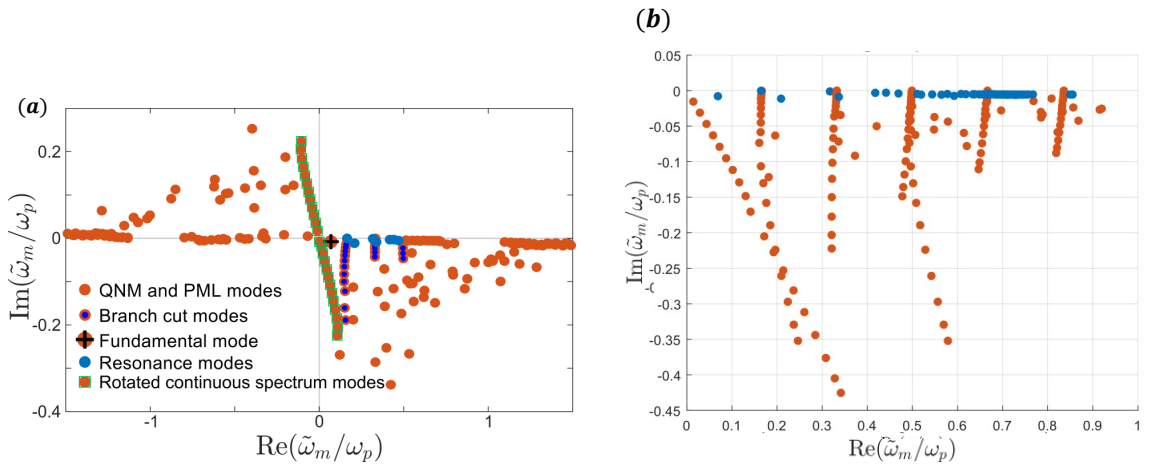 (a)
0.2
0
-0.2
-0.4
Im(ω̃ₘ/ωₚ)
-1
0
1
Re(ω̃ₘ/ωₚ)
QNM and PML modes
Branch cut modes
Fundamental mode
Resonance modes
Rotated continuous spectrum modes
(b)
0.05
0
-0.05
-0.1
-0.15
-0.2
-0.25
-0.3
-0.35
-0.4
-0.45
Im(ω̃ₘ/ωₚ)
0
0.1
0.2
0.3
0.4
0.5
0.6
0.7
0.8
0.9
1
Re(ω̃ₘ/ωₚ)